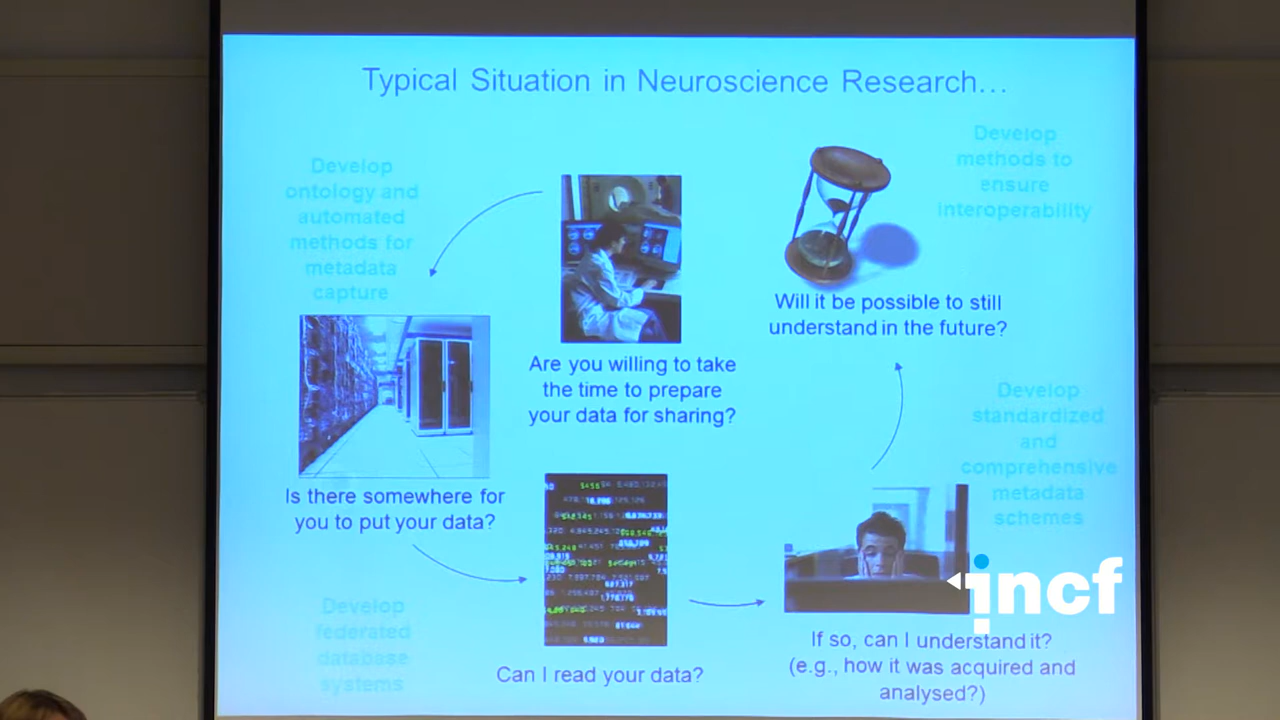 Typical Situation in Neuroscience Research...
Develop
ontology and
automated
methods for
metadata
capture
Are you willing to take
the time to prepare
your data for sharing?
Develop
methods to
ensure
interoperability
Will it be possible to still
understand in the future?
Is there somewhere for
you to put your data?
Develop
standardized
and
comprehensive
metadata
schemes
Develop
federated
database
systems
Can I read your data?
If so, can I understand it?
(e.g., how it was acquired and
analysed?)
incf